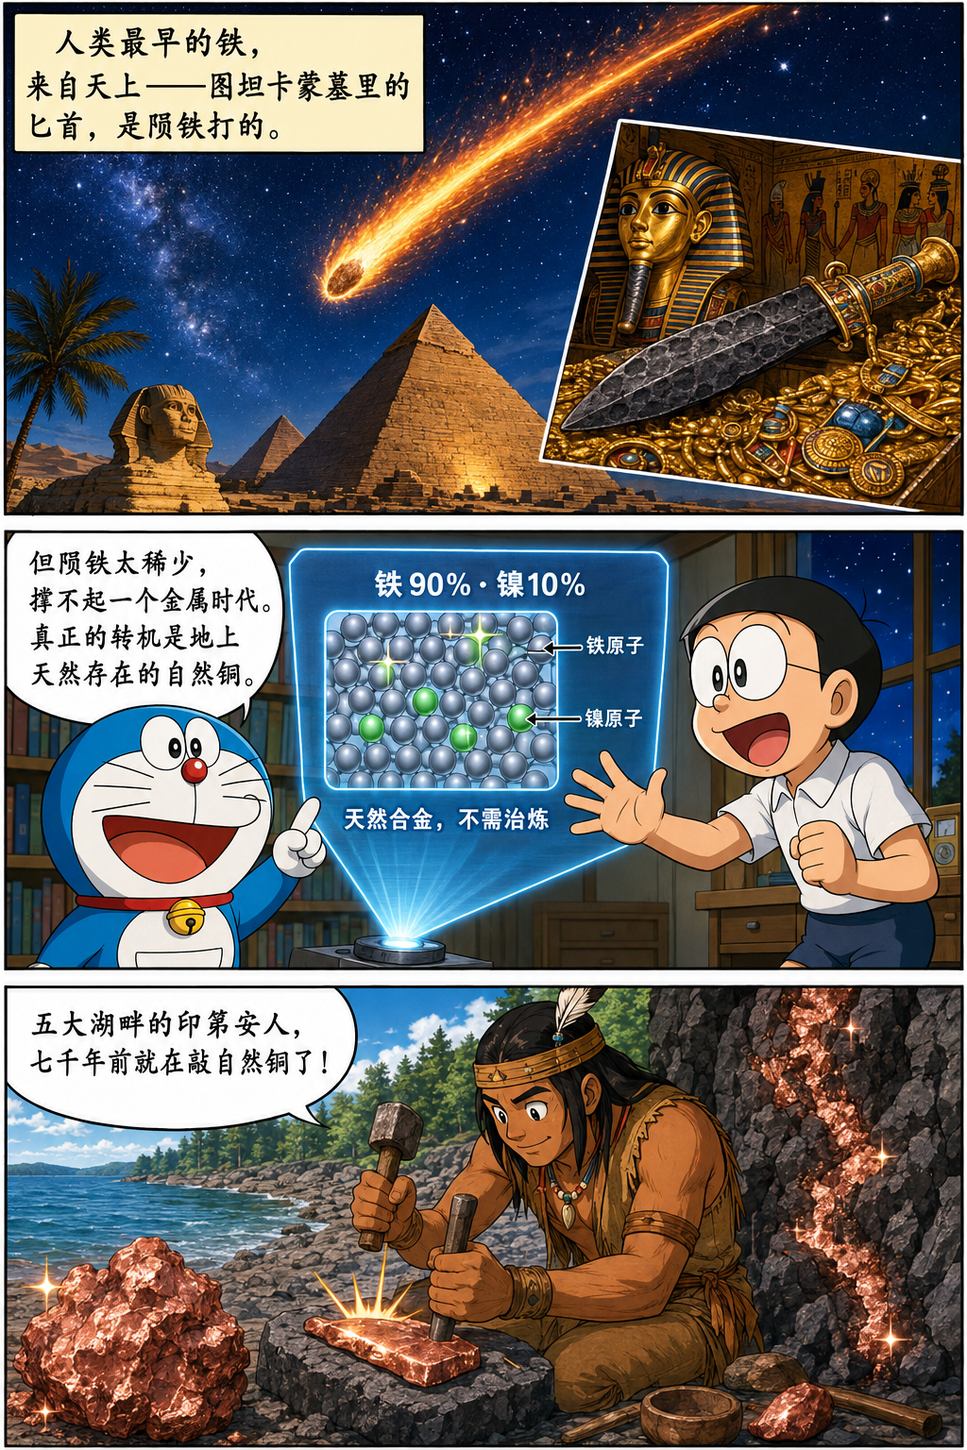 人类最早的铁，
来自天上——图坦卡蒙墓里的
匕首，是陨铁打的。
但陨铁太稀少，
撑不起一个金属时代。
真正的转机是地上
天然存在的自然铜。
铁 90%·镍10%
铁原子
镍原子
天然合金，不需冶炼
五大湖畔的印第安人，
七千年前就在敲自然铜了！